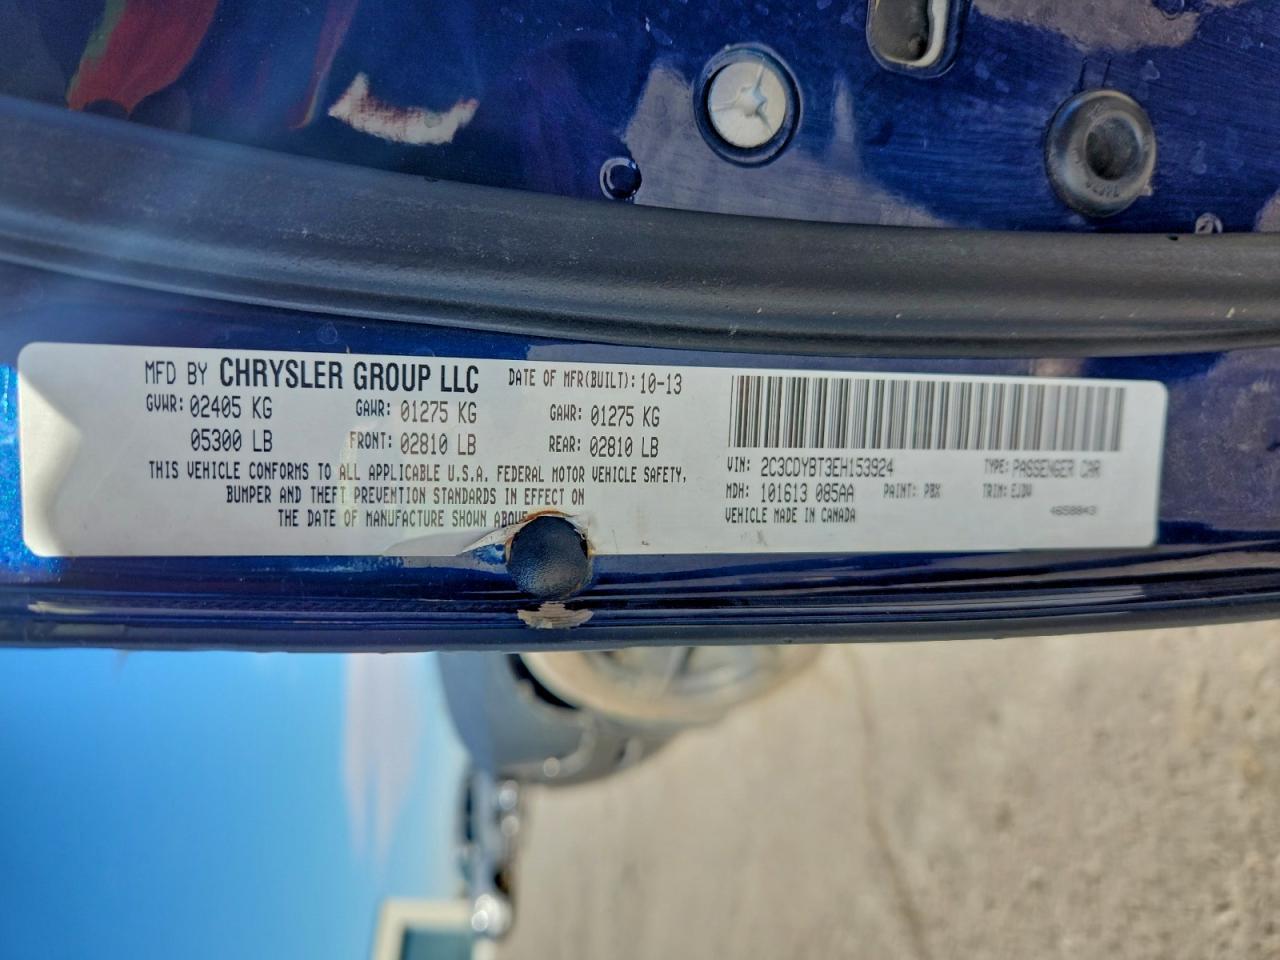 MFD BY CHRYSLER GROUP LLC DATE OF MFR(BUILT): 10-13
GVWR: 02405 KG GAWR: 01275 KG GAWR: 01275 KG
05300 LB FRONT: 02810 LB REAR: 02810 LB
THIS VEHICLE CONFORMS TO ALL APPLICABLE U.S.A. FEDERAL MOTOR VEHICLE SAFETY,
BUMPER AND THEFT PREVENTION STANDARDS IN EFFECT ON
THE DATE OF MANUFACTURE SHOWN ABOVE
VIN: 2C3CDYBT3EH153924 TYPE: PASSENGER CAR
MDH: 101613 085AA PAINT: PBX TRIM: EJDW
VEHICLE MADE IN CANADA 4658843